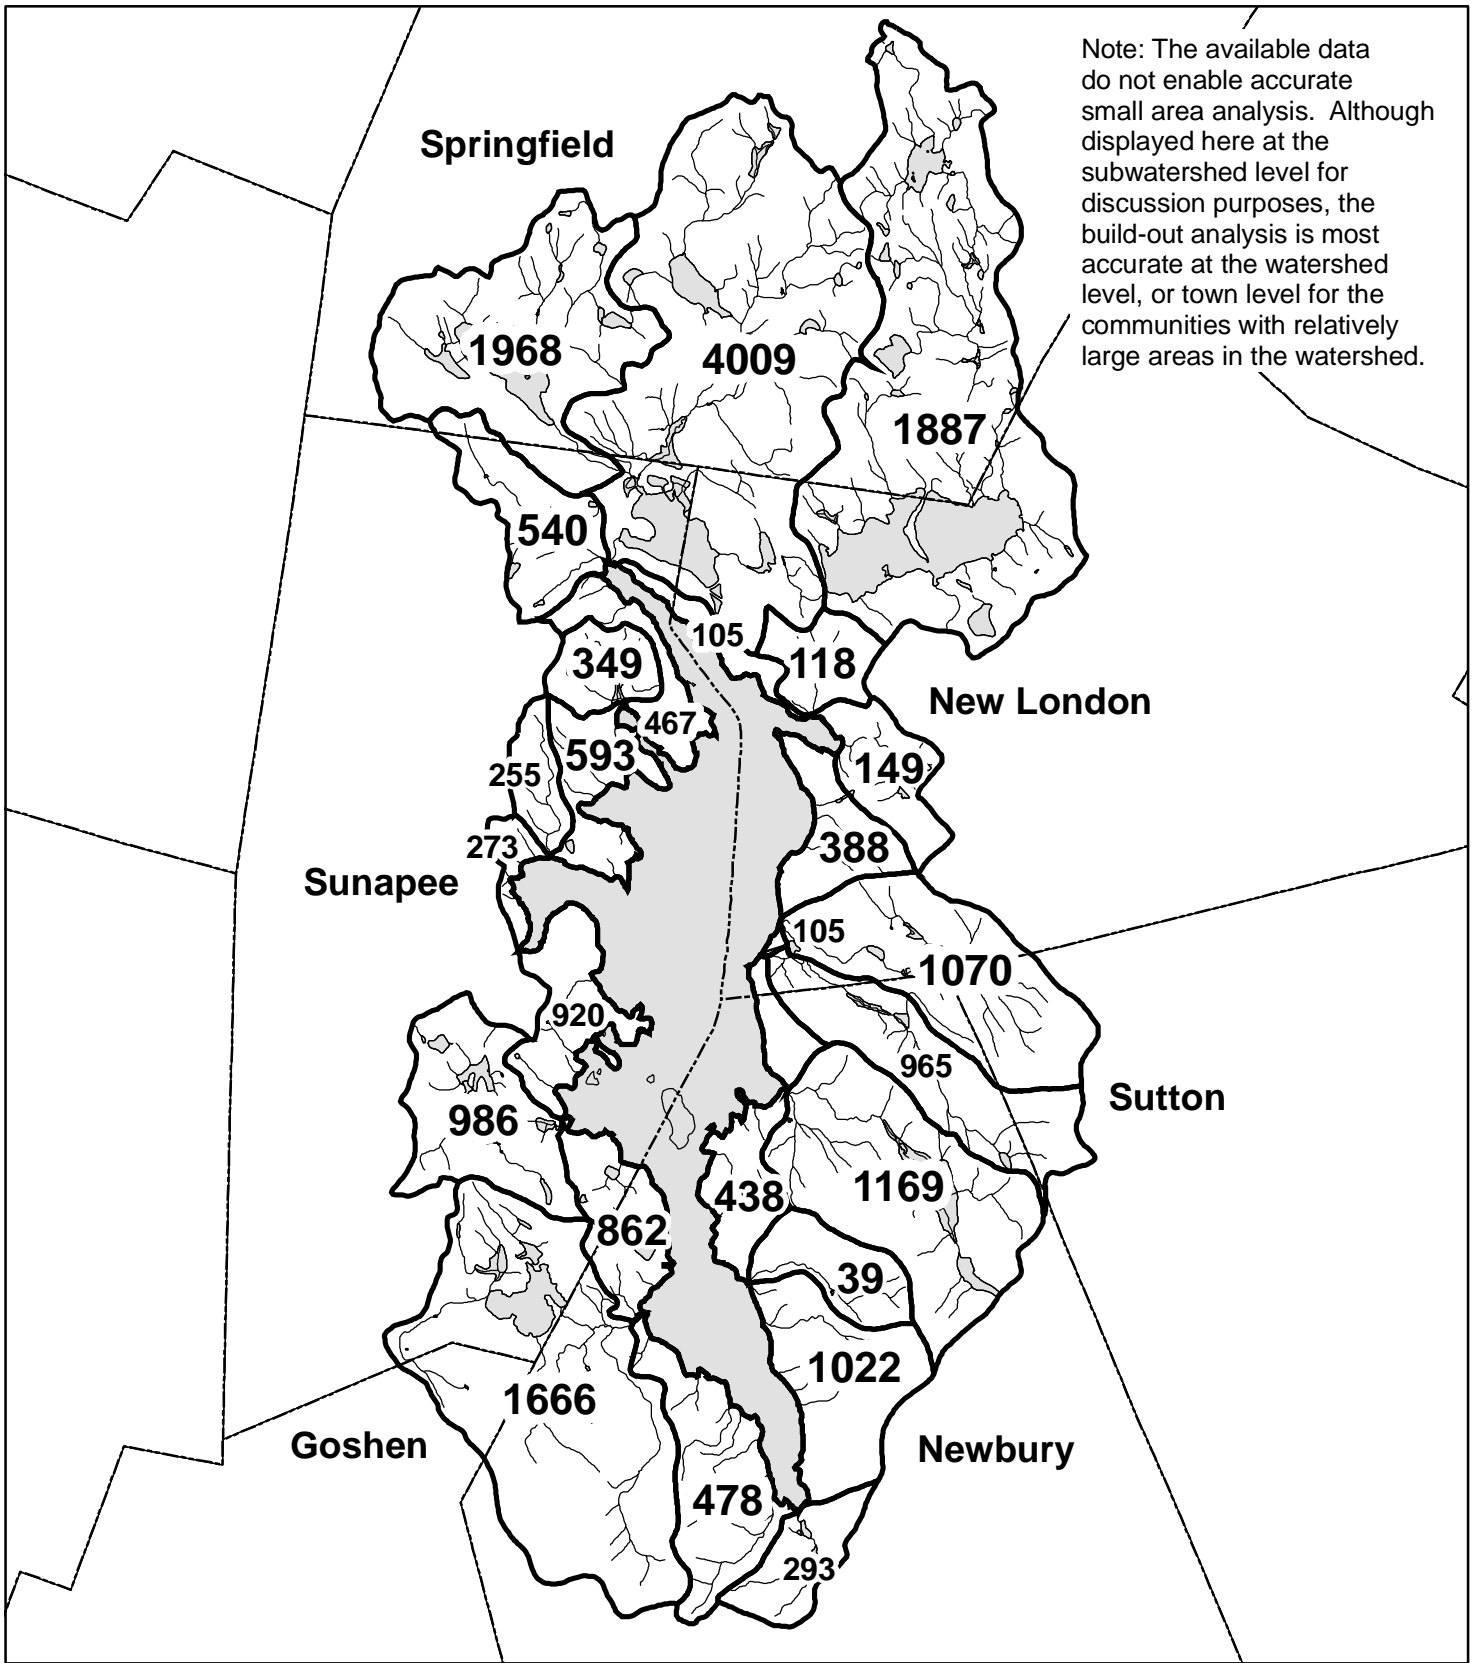 Note: The available data
do not enable accurate
small area analysis. Although
displayed here at the
subwatershed level for
discussion purposes, the
build-out analysis is most
accurate at the watershed
level, or town level for the
communities with relatively
large areas in the watershed.
Springfield
1968
4009
1887
540
105
118
349
New London
467
593
149
255
273
388
Sunapee
105
1070
920
965
Sutton
986
1169
438
862
39
1022
1666
Goshen
Newbury
478
293